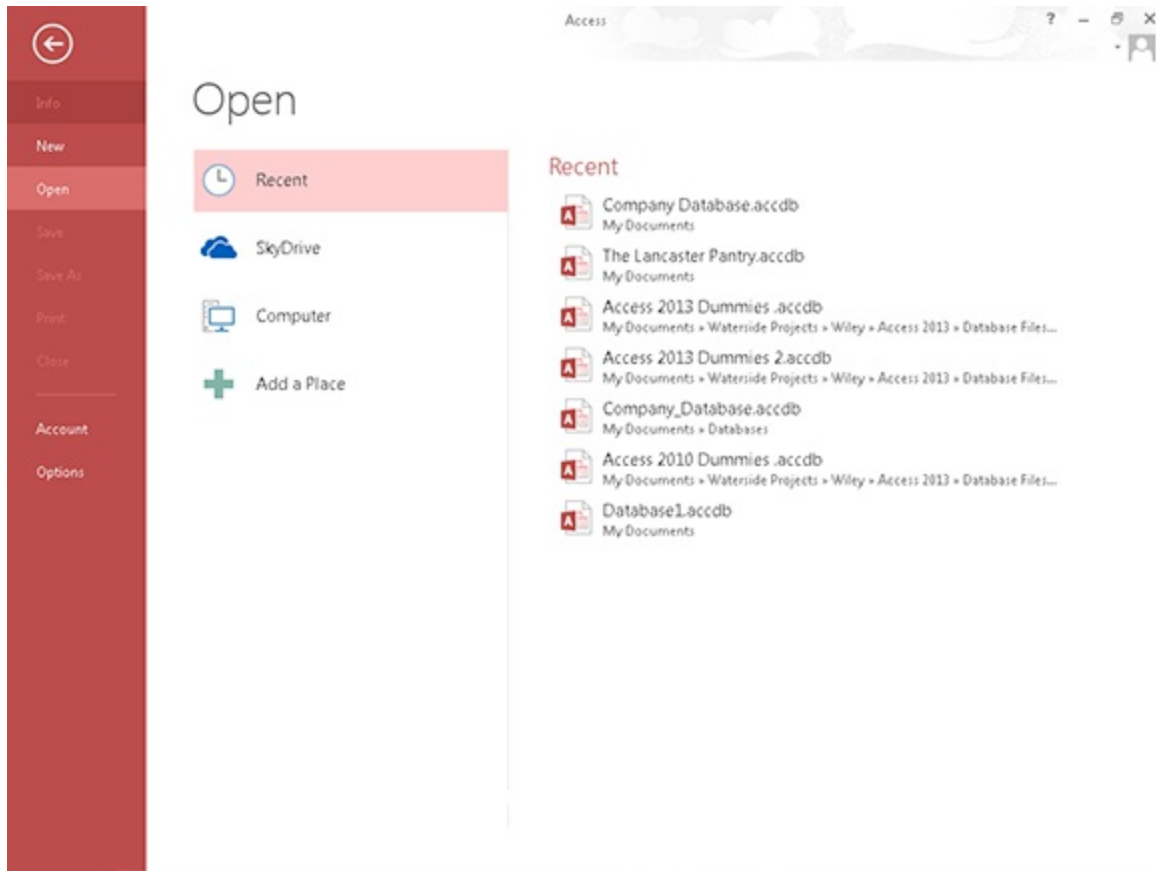 Access
?
Info
New
Open
Save
Save As
Print
Close
Account
Options
Open
Recent
SkyDrive
Computer
Add a Place
Recent
Company Database.accdb
My Documents
The Lancaster Pantry.accdb
My Documents
Access 2013 Dummies .accdb
My Documents » Waterside Projects » Wiley » Access 2013 » Database Files...
Access 2013 Dummies 2.accdb
My Documents » Waterside Projects » Wiley » Access 2013 » Database Files...
Company_Database.accdb
My Documents » Databases
Access 2010 Dummies .accdb
My Documents » Waterside Projects » Wiley » Access 2013 » Database Files...
Database1.accdb
My Documents